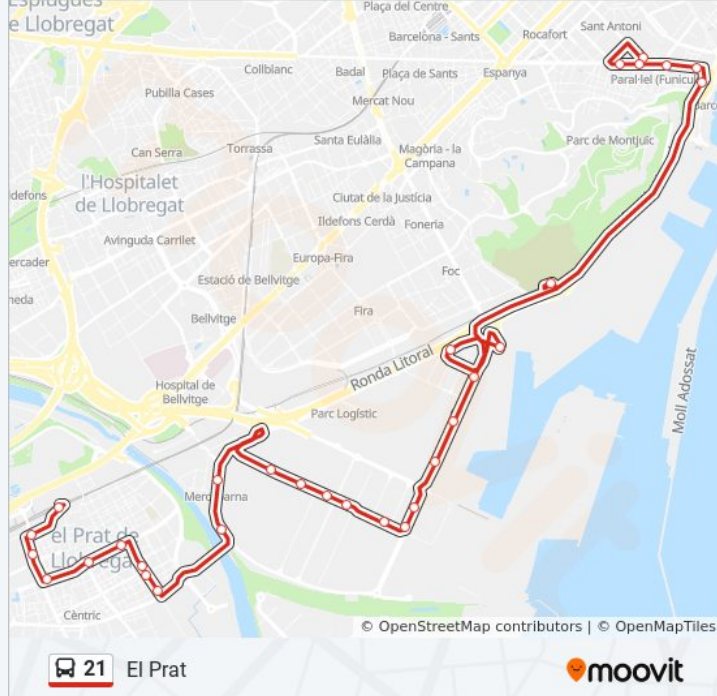 Esplugues
de Llobregat
Plaça del Centre
Barcelona - Sants
Rocafort
Sant Antoni
Collblanc
Badal
Plaça de Sants
Espanya
Paral·lel (Funicu
Pubilla Cases
Mercat Nou
Can Serra
Torrassa
Santa Eulàlia
Magòria - la
Campana
Parc de Montjuïc
l'Hospitalet
de Llobregat
Ciutat de la Justícia
Ildefons Cerdà
Foneria
Avinguda Carrilet
Europa-Fira
Estació de Bellvitge
Foc
Bellvitge
Fira
Ronda Litoral
Moll Adossat
Hospital de
Bellvitge
Parc Logístic
el Prat de
Cèntric
© OpenStreetMap contributors | © OpenMapTiles
21 El Prat
moovit